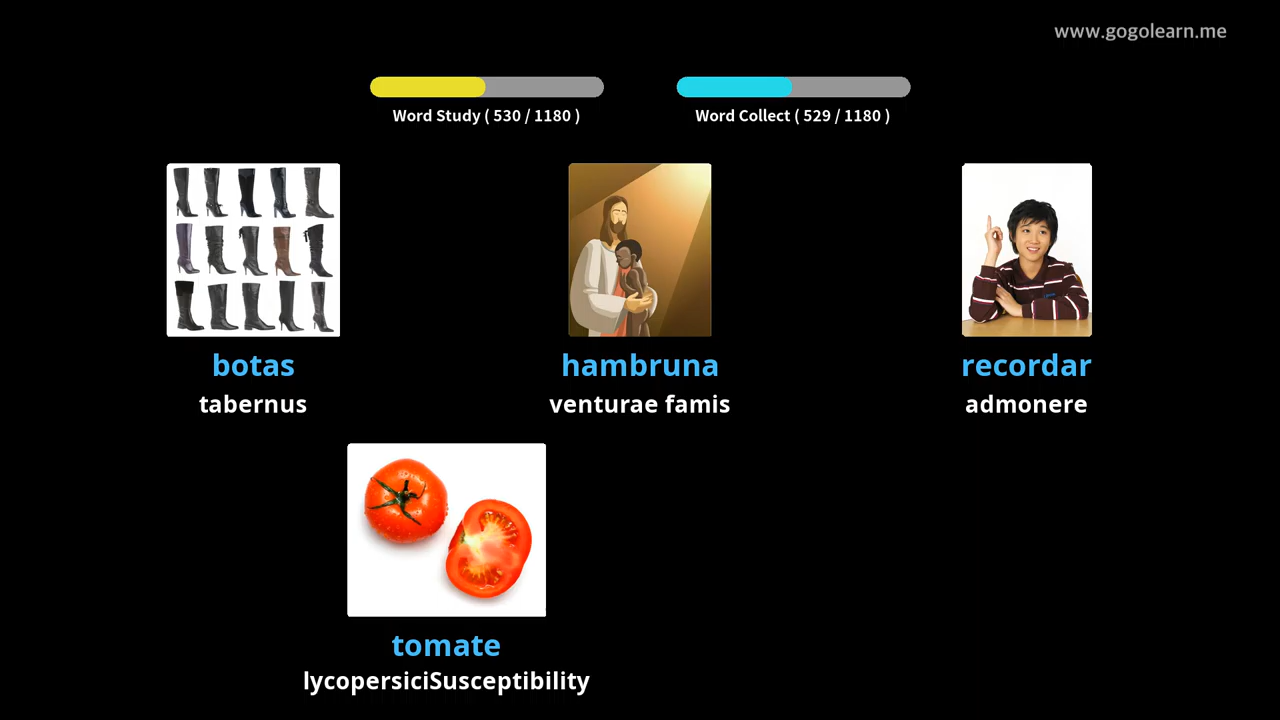 www.gogolearn.me
Word Study ( 530 / 1180 )
Word Collect ( 529 / 1180 )
botas
tabernus
hambruna
venturae famis
recordar
admonere
tomate
lycopersiciSusceptibility